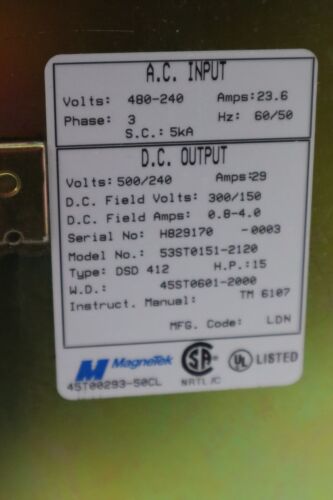 A.C. INPUT
Volts: 480-240 Amps:23.6
Phase: 3 Hz: 60/50
S.C.: 5kA
D.C. OUTPUT
Volts:500/240 Amps:29
D.C. Field Volts: 300/150
D.C. Field Amps: 0.8-4.0
Serial No: H829170 -0003
Model No.: 53ST0151-2120
Type: DSD 412 H.P.:15
W.D.: 45ST0601-2000
Instruct. Manual: TM 6107
MFG. Code: LDN
M MagneTek SA UL LISTED
45T00293-50CL NRTL /C